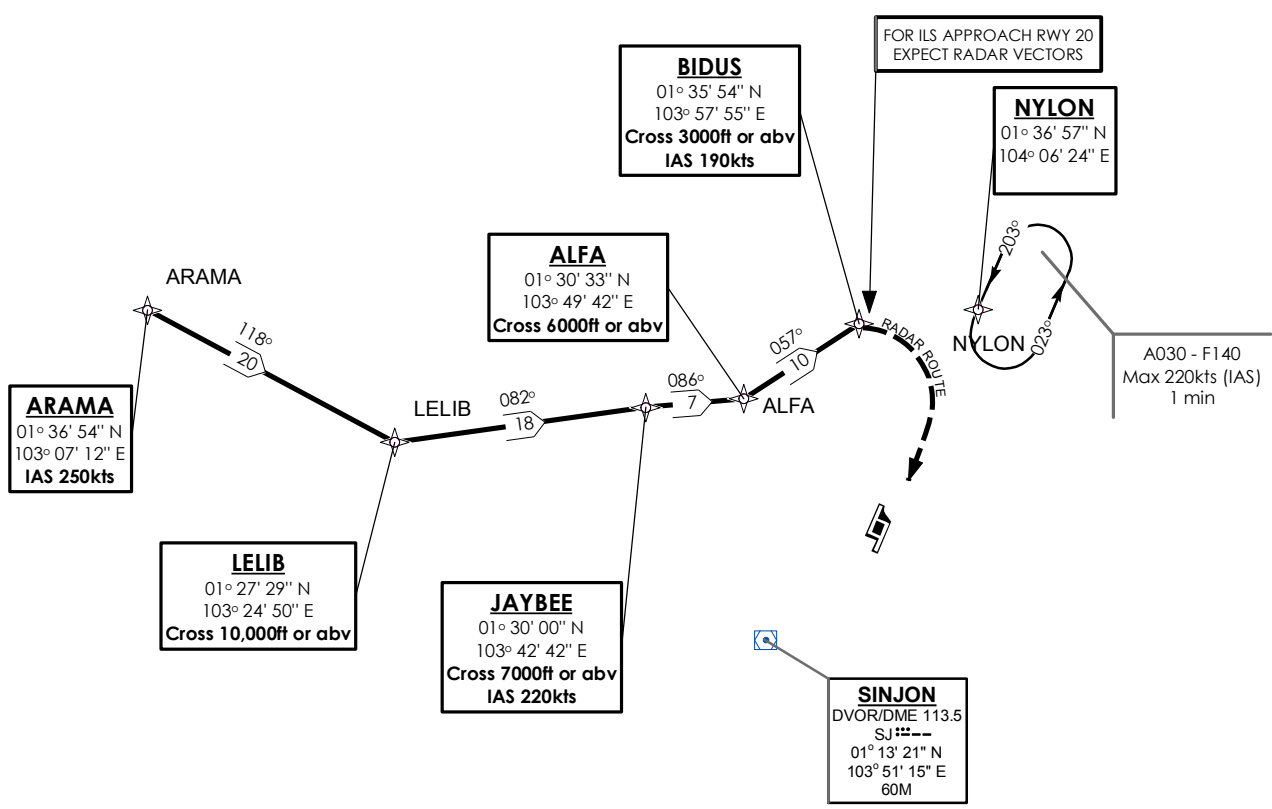 FOR ILS APPROACH RWY 20
EXPECT RADAR VECTORS
BIDUS
01° 35' 54" N
103° 57' 55" E
Cross 3000ft or abv
IAS 190kts
NYLON
01° 36' 57" N
104° 06' 24" E
ALFA
01° 30' 33" N
103° 49' 42" E
Cross 6000ft or abv
203°
023°
NYLON
A030 - F140
Max 220kts (IAS)
1 min
ARAMA
118°
20
LELIB
082°
18
086°
7
ALFA
057°
10
RADAR ROUTE
ARAMA
01° 36' 54" N
103° 07' 12" E
IAS 250kts
LELIB
01° 27' 29" N
103° 24' 50" E
Cross 10,000ft or abv
JAYBEE
01° 30' 00" N
103° 42' 42" E
Cross 7000ft or abv
IAS 220kts
SINJON
DVOR/DME 113.5
SJ
01° 13' 21" N
103° 51' 15" E
60M